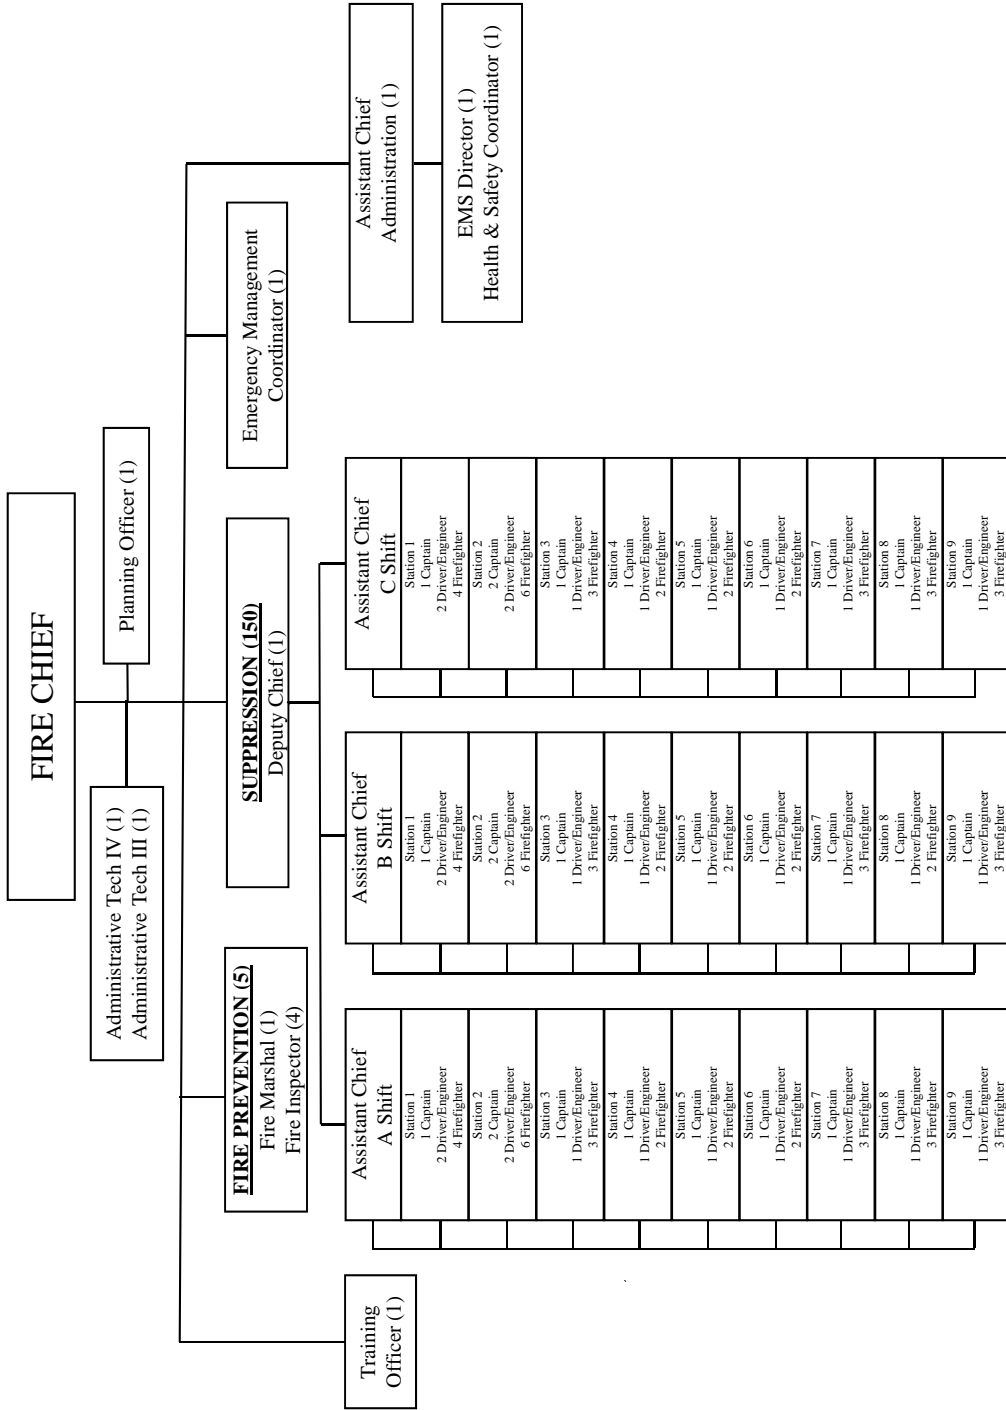 FIRE CHIEF
Administrative Tech IV (1)
Administrative Tech III (1)
Planning Officer (1)
Training
Officer (1)
FIRE PREVENTION (5)
Fire Marshal (1)
Fire Inspector (4)
SUPPRESSION (150)
Deputy Chief (1)
Emergency Management
Coordinator (1)
Assistant Chief
Administration (1)
EMS Director (1)
Health & Safety Coordinator (1)
Assistant Chief
A Shift
Station 1
1 Captain
2 Driver/Engineer
4 Firefighter
Station 2
2 Captain
2 Driver/Engineer
6 Firefighter
Station 3
1 Captain
1 Driver/Engineer
3 Firefighter
Station 4
1 Captain
1 Driver/Engineer
2 Firefighter
Station 5
1 Captain
1 Driver/Engineer
2 Firefighter
Station 6
1 Captain
1 Driver/Engineer
2 Firefighter
Station 7
1 Captain
1 Driver/Engineer
3 Firefighter
Station 8
1 Captain
1 Driver/Engineer
3 Firefighter
Station 9
1 Captain
1 Driver/Engineer
3 Firefighter
Assistant Chief
B Shift
Station 1
1 Captain
2 Driver/Engineer
4 Firefighter
Station 2
2 Captain
2 Driver/Engineer
6 Firefighter
Station 3
1 Captain
1 Driver/Engineer
3 Firefighter
Station 4
1 Captain
1 Driver/Engineer
2 Firefighter
Station 5
1 Captain
1 Driver/Engineer
2 Firefighter
Station 6
1 Captain
1 Driver/Engineer
2 Firefighter
Station 7
1 Captain
1 Driver/Engineer
3 Firefighter
Station 8
1 Captain
1 Driver/Engineer
2 Firefighter
Station 9
1 Captain
1 Driver/Engineer
3 Firefighter
Assistant Chief
C Shift
Station 1
1 Captain
2 Driver/Engineer
4 Firefighter
Station 2
2 Captain
2 Driver/Engineer
6 Firefighter
Station 3
1 Captain
1 Driver/Engineer
3 Firefighter
Station 4
1 Captain
1 Driver/Engineer
2 Firefighter
Station 5
1 Captain
1 Driver/Engineer
2 Firefighter
Station 6
1 Captain
1 Driver/Engineer
2 Firefighter
Station 7
1 Captain
1 Driver/Engineer
3 Firefighter
Station 8
1 Captain
1 Driver/Engineer
3 Firefighter
Station 9
1 Captain
1 Driver/Engineer
3 Firefighter